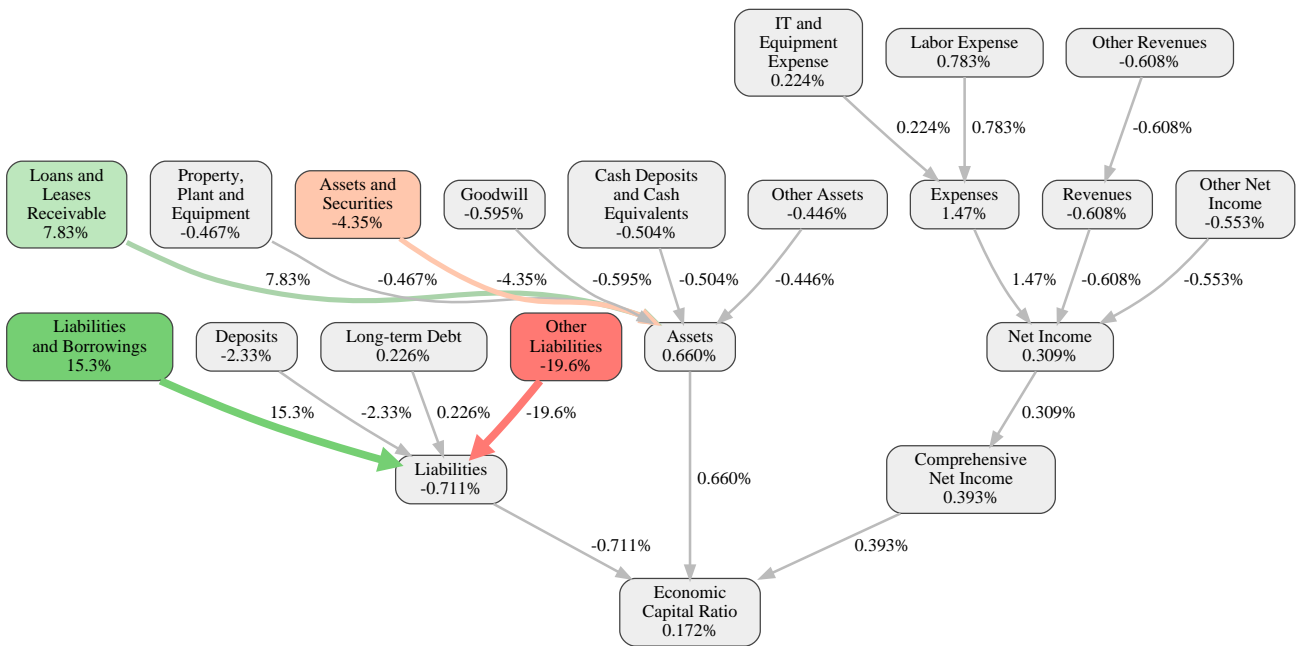 IT and
Equipment
Expense
0.224%
Labor Expense
0.783%
Other Revenues
-0.608%
0.224%
0.783%
-0.608%
Loans and
Leases
Receivable
7.83%
Property,
Plant and
Equipment
-0.467%
Assets and
Securities
-4.35%
Goodwill
-0.595%
Cash Deposits
and Cash
Equivalents
-0.504%
Other Assets
-0.446%
Expenses
1.47%
Revenues
-0.608%
Other Net
Income
-0.553%
7.83%
-0.467%
-4.35%
-0.595%
-0.504%
-0.446%
1.47%
-0.608%
-0.553%
Liabilities
and Borrowings
15.3%
Deposits
-2.33%
Long-term Debt
0.226%
Other
Liabilities
-19.6%
Assets
0.660%
Net Income
0.309%
15.3%
-2.33%
0.226%
-19.6%
0.309%
Liabilities
-0.711%
0.660%
Comprehensive
Net Income
0.393%
-0.711%
0.393%
Economic
Capital Ratio
0.172%